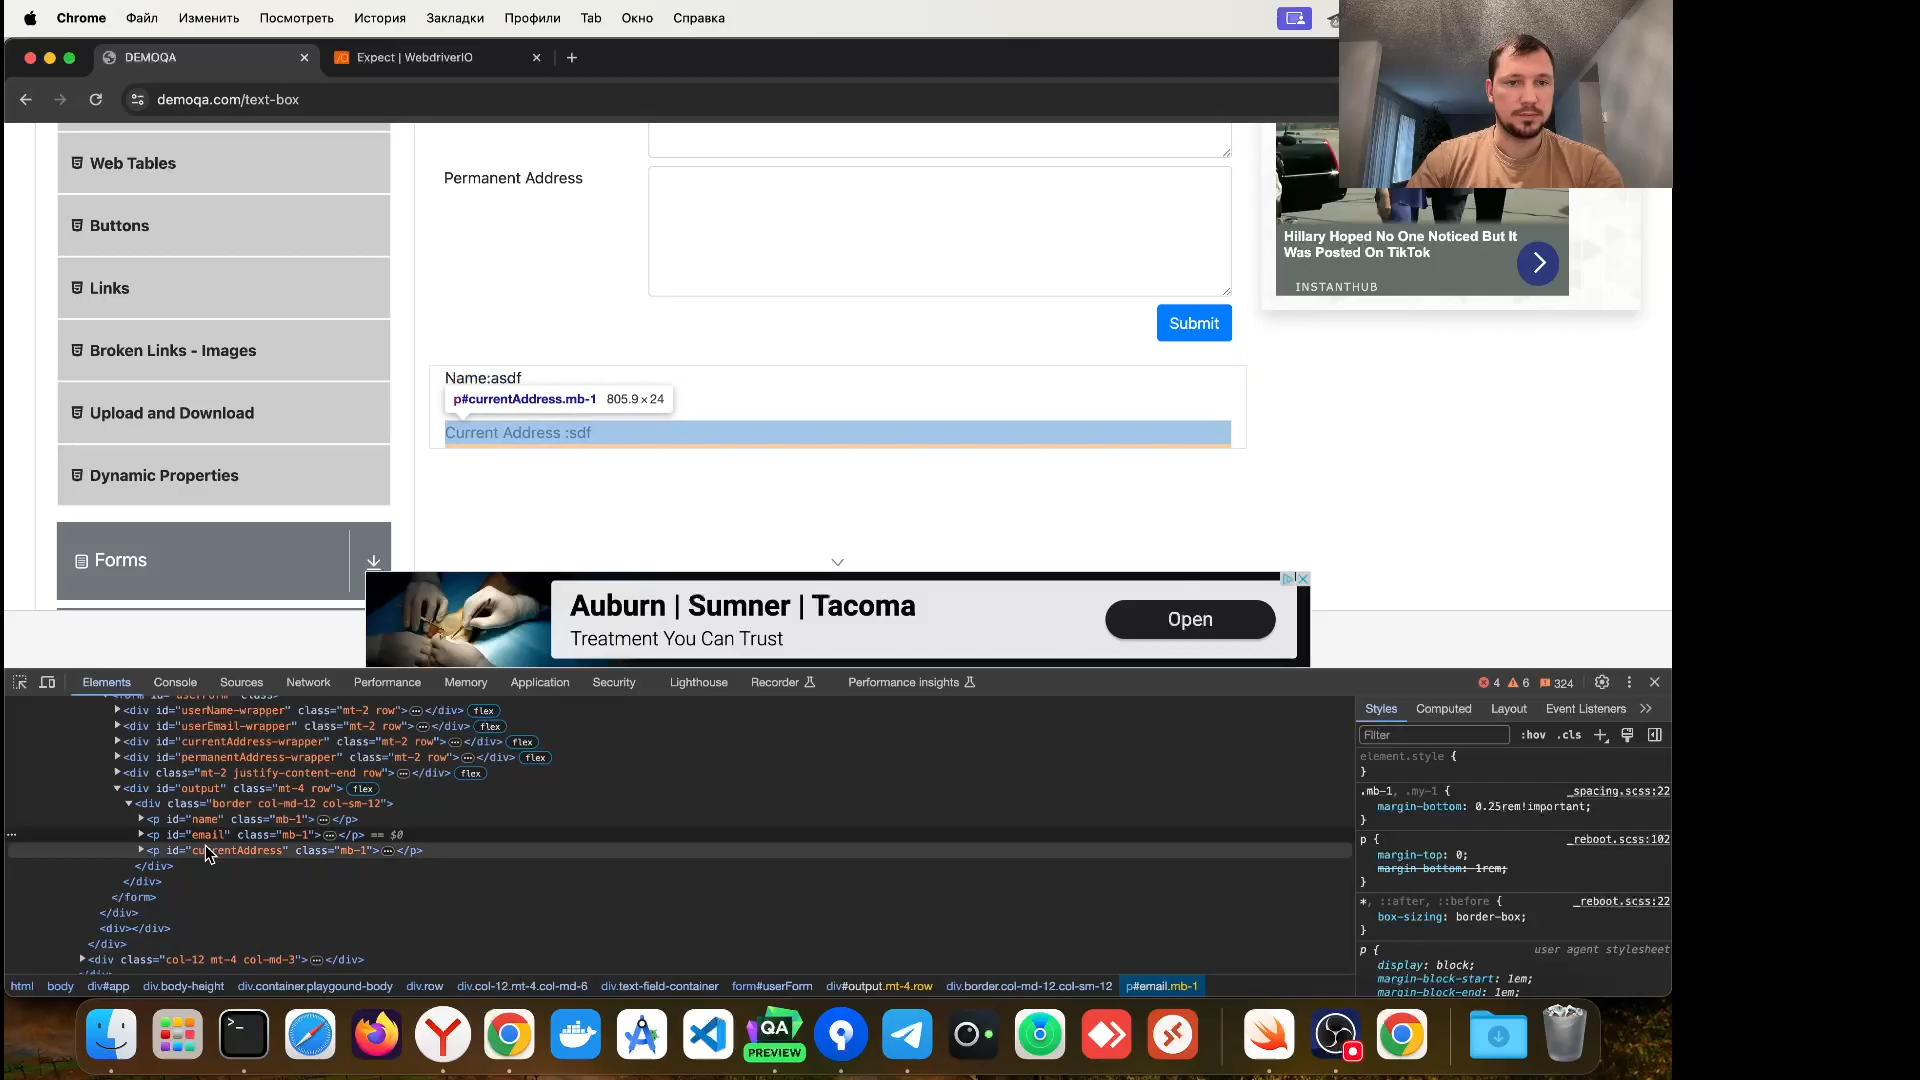 Chrome Файл Изменить Посмотреть История Закладки Профили Tab Окно Справка
DEMOQA
Expect | WebdriverIO
demoqa.com/text-box
Web Tables
Buttons
Links
Broken Links - Images
Upload and Download
Dynamic Properties
Forms
Permanent Address
Submit
Name:asdf
p#currentAddress.mb-1 805.9 × 24
Current Address :sdf
Hillary Hoped No One Noticed But It
Was Posted On TikTok
INSTANTHUB
Auburn | Sumner | Tacoma
Treatment You Can Trust
Open
Elements Console Sources Network Performance Memory Application Security Lighthouse Recorder Performance insights 4 6 324
<div id="userName-wrapper" class="mt-2 row">…</div> flex
<div id="userEmail-wrapper" class="mt-2 row">…</div> flex
<div id="currentAddress-wrapper" class="mt-2 row">…</div> flex
<div id="permanentAddress-wrapper" class="mt-2 row">…</div> flex
<div class="mt-2 justify-content-end row">…</div> flex
<div id="output" class="mt-4 row"> flex
<div class="border col-md-12 col-sm-12">
<p id="name" class="mb-1">…</p>
<p id="email" class="mb-1">…</p> == $0
<p id="currentAddress" class="mb-1">…</p>
</div>
</div>
</form>
</div>
<div></div>
</div>
<div class="col-12 mt-4 col-md-3">…</div>
html body div#app div.body-height div.container.playgound-body div.row div.col-12.mt-4.col-md-6 div.text-field-container form#userForm div#output.mt-4.row div.border.col-md-12.col-sm-12 p#email.mb-1
Styles Computed Layout Event Listeners
Filter :hov .cls
element.style {
}
.mb-1, .my-1 { _spacing.scss:22
margin-bottom: 0.25rem!important;
}
p { _reboot.scss:102
margin-top: 0;
margin-bottom: 1rem;
}
*, ::after, ::before { _reboot.scss:22
box-sizing: border-box;
}
p { user agent stylesheet
display: block;
margin-block-start: 1em;
margin-block-end: 1em;
QA
PREVIEW